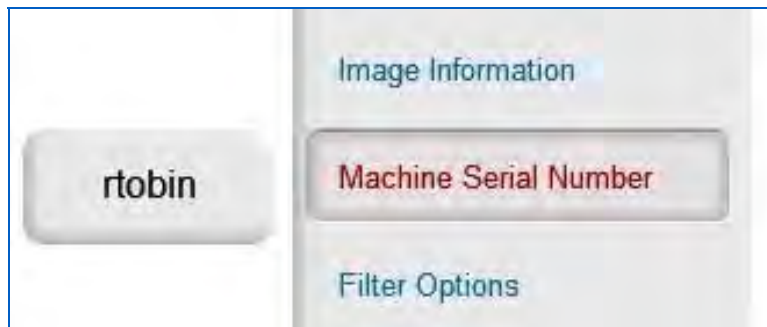 Image Information
rtobin
Machine Serial Number
Filter Options